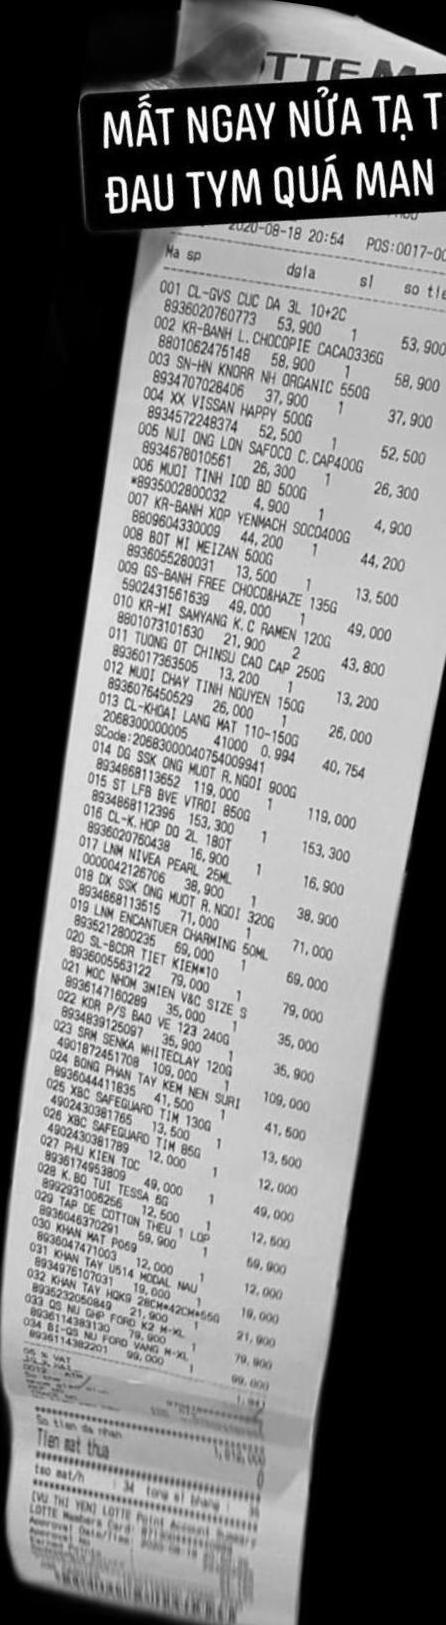 OTTE M
MẤT NGAY NỬA TẠ T
ĐAU TYM QUÁ MAN
2020-08-18 20:54 POS:0017-00
Ma sp dgia sl so tie
001 CL-GVS CUC DA 3L 10+2C
8936020760773 53,900 1 53,900
002 KR-BANH L.CHOCOPIE CACAO336G
8801062475148 58,900 1 58,900
003 SN-HN KNORR NH ORGANIC 550G
8934707028406 37,900 1 37,900
004 XX VISSAN HAPPY 500G
8934572248374 52,500 1 52,500
005 NUI ONG LON SAFOCO C.CAP400G
8934678010561 26,300 1 26,300
006 MUOI TINH IOD BD 500G
*8935002800032 4,900 1 4,900
007 KR-BANH XOP YENMACH SOCO400G
8809604330009 44,200 1 44,200
008 BOT MI MEIZAN 500G
8936055280031 13,500 1 13,500
009 GS-BANH FREE CHOCO&HAZE 135G
5902431561639 49,000 1 49,000
010 KR-MI SAMYANG K.C RAMEN 120G
8801073101630 21,900 2 43,800
011 TUONG OT CHINSU CAO CAP 250G
8936017363505 13,200 1 13,200
012 MUOI CHAY TINH NGUYEN 150G
8936076450529 26,000 1 26,000
013 CL-KHOAI LANG MAT 110-150G
2068300000005 41000 0.994 40,754
SCode:2068300040754009941
014 DG SSK ONG MUOT R.NGOI 900G
8934868113652 119,000 1 119,000
015 ST LFB BVE VTROI 850G
8934868112396 153,300 1 153,300
016 CL-K.HOP DQ 2L 180T
8936020760438 16,900 1 16,900
017 LNM NIVEA PEARL 25ML
0000042126706 38,900 1 38,900
018 DX SSK ONG MUOT R.NGOI 320G
8934868113515 71,000 1 71,000
019 LNM ENCANTUER CHARMING 50ML
8935212800235 69,000 1 69,000
020 SL-BCDR TIET KIEM*10
8936005563122 79,000 1 79,000
021 MOC NHOM 3MIEN V&C SIZE S
8936147160289 35,000 1 35,000
022 KDR P/S BAO VE 123 240G
8934839125097 35,900 1 35,900
023 SRM SENKA WHITECLAY 120G
4901872451708 109,000 1 109,000
024 BONG PHAN TAY KEM NEN SURI
8936044411835 41,500 1 41,500
025 XBC SAFEGUARD TIM 130G
4902430381765 13,500 1 13,500
026 XBC SAFEGUARD TIM 85G
4902430381789 12,000 1 12,000
027 PHU KIEN TOC
8936174953809 49,000 1 49,000
028 K.BO TUI TESSA 6G
8992931006256 12,500 1 12,500
029 TAP DE COTTON THEU 1 LOP
8936046370291 59,900 1 59,900
030 KHAN MAT PO69
8936047471003 12,000 1 12,000
031 KHAN TAY U514 MODAL NAU
8934976107031 19,000 1 19,000
032 KHAN TAY HQK9 28CM*42CM*55G
8935232050849 21,900 1 21,900
033 QS NU GHP FORD K2 M-XL
8936114383130 79,900 1 79,900
034 BI-QS NU FORD VANG M-XL
8936114382201 99,000 1 99,000
VAT
So tien da nhan
Tien mat thua 0
tso mat/h : 34 tong sl bhang :
[VU THI YEN] LOTTE Point Account Summary
LOTTE Members Card:
Approval Date/Time:
Approval No